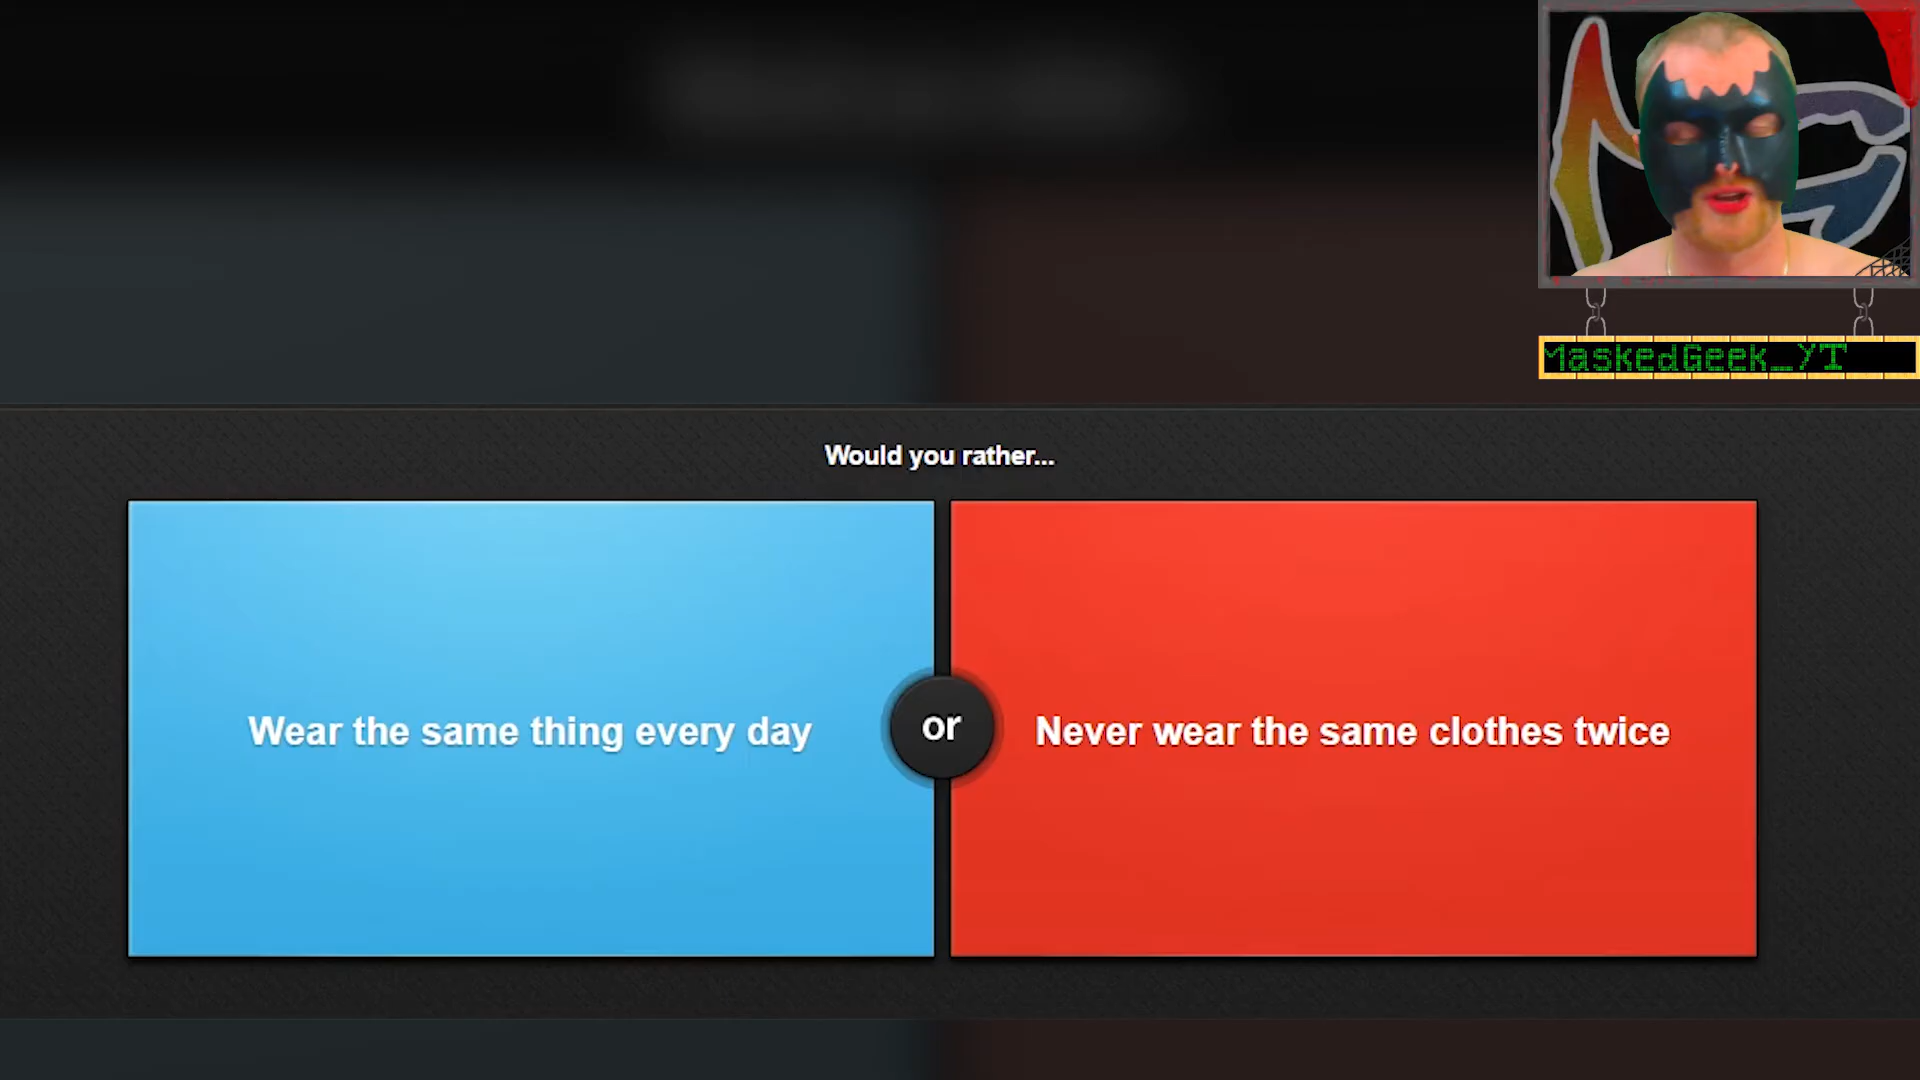 MaskedGeek_YT
Would you rather...
Wear the same thing every day
or
Never wear the same clothes twice